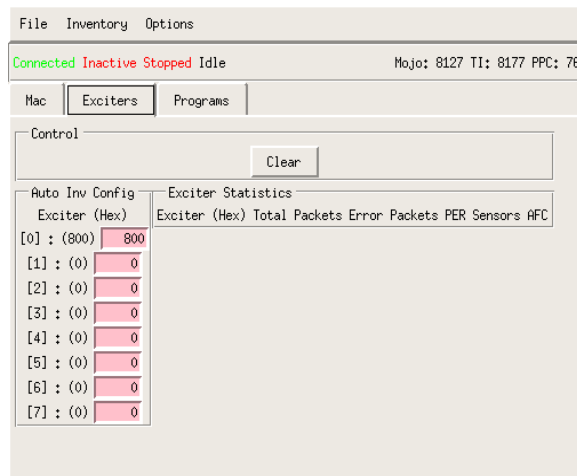 File Inventory Options
Connected Inactive Stopped Idle Mojo: 8127 TI: 8177 PPC: 76
Mac Exciters Programs
Control
Clear
Auto Inv Config
Exciter (Hex)
[0] : (800) 800
[1] : (0) 0
[2] : (0) 0
[3] : (0) 0
[4] : (0) 0
[5] : (0) 0
[6] : (0) 0
[7] : (0) 0
Exciter Statistics
Exciter (Hex) Total Packets Error Packets PER Sensors AFC